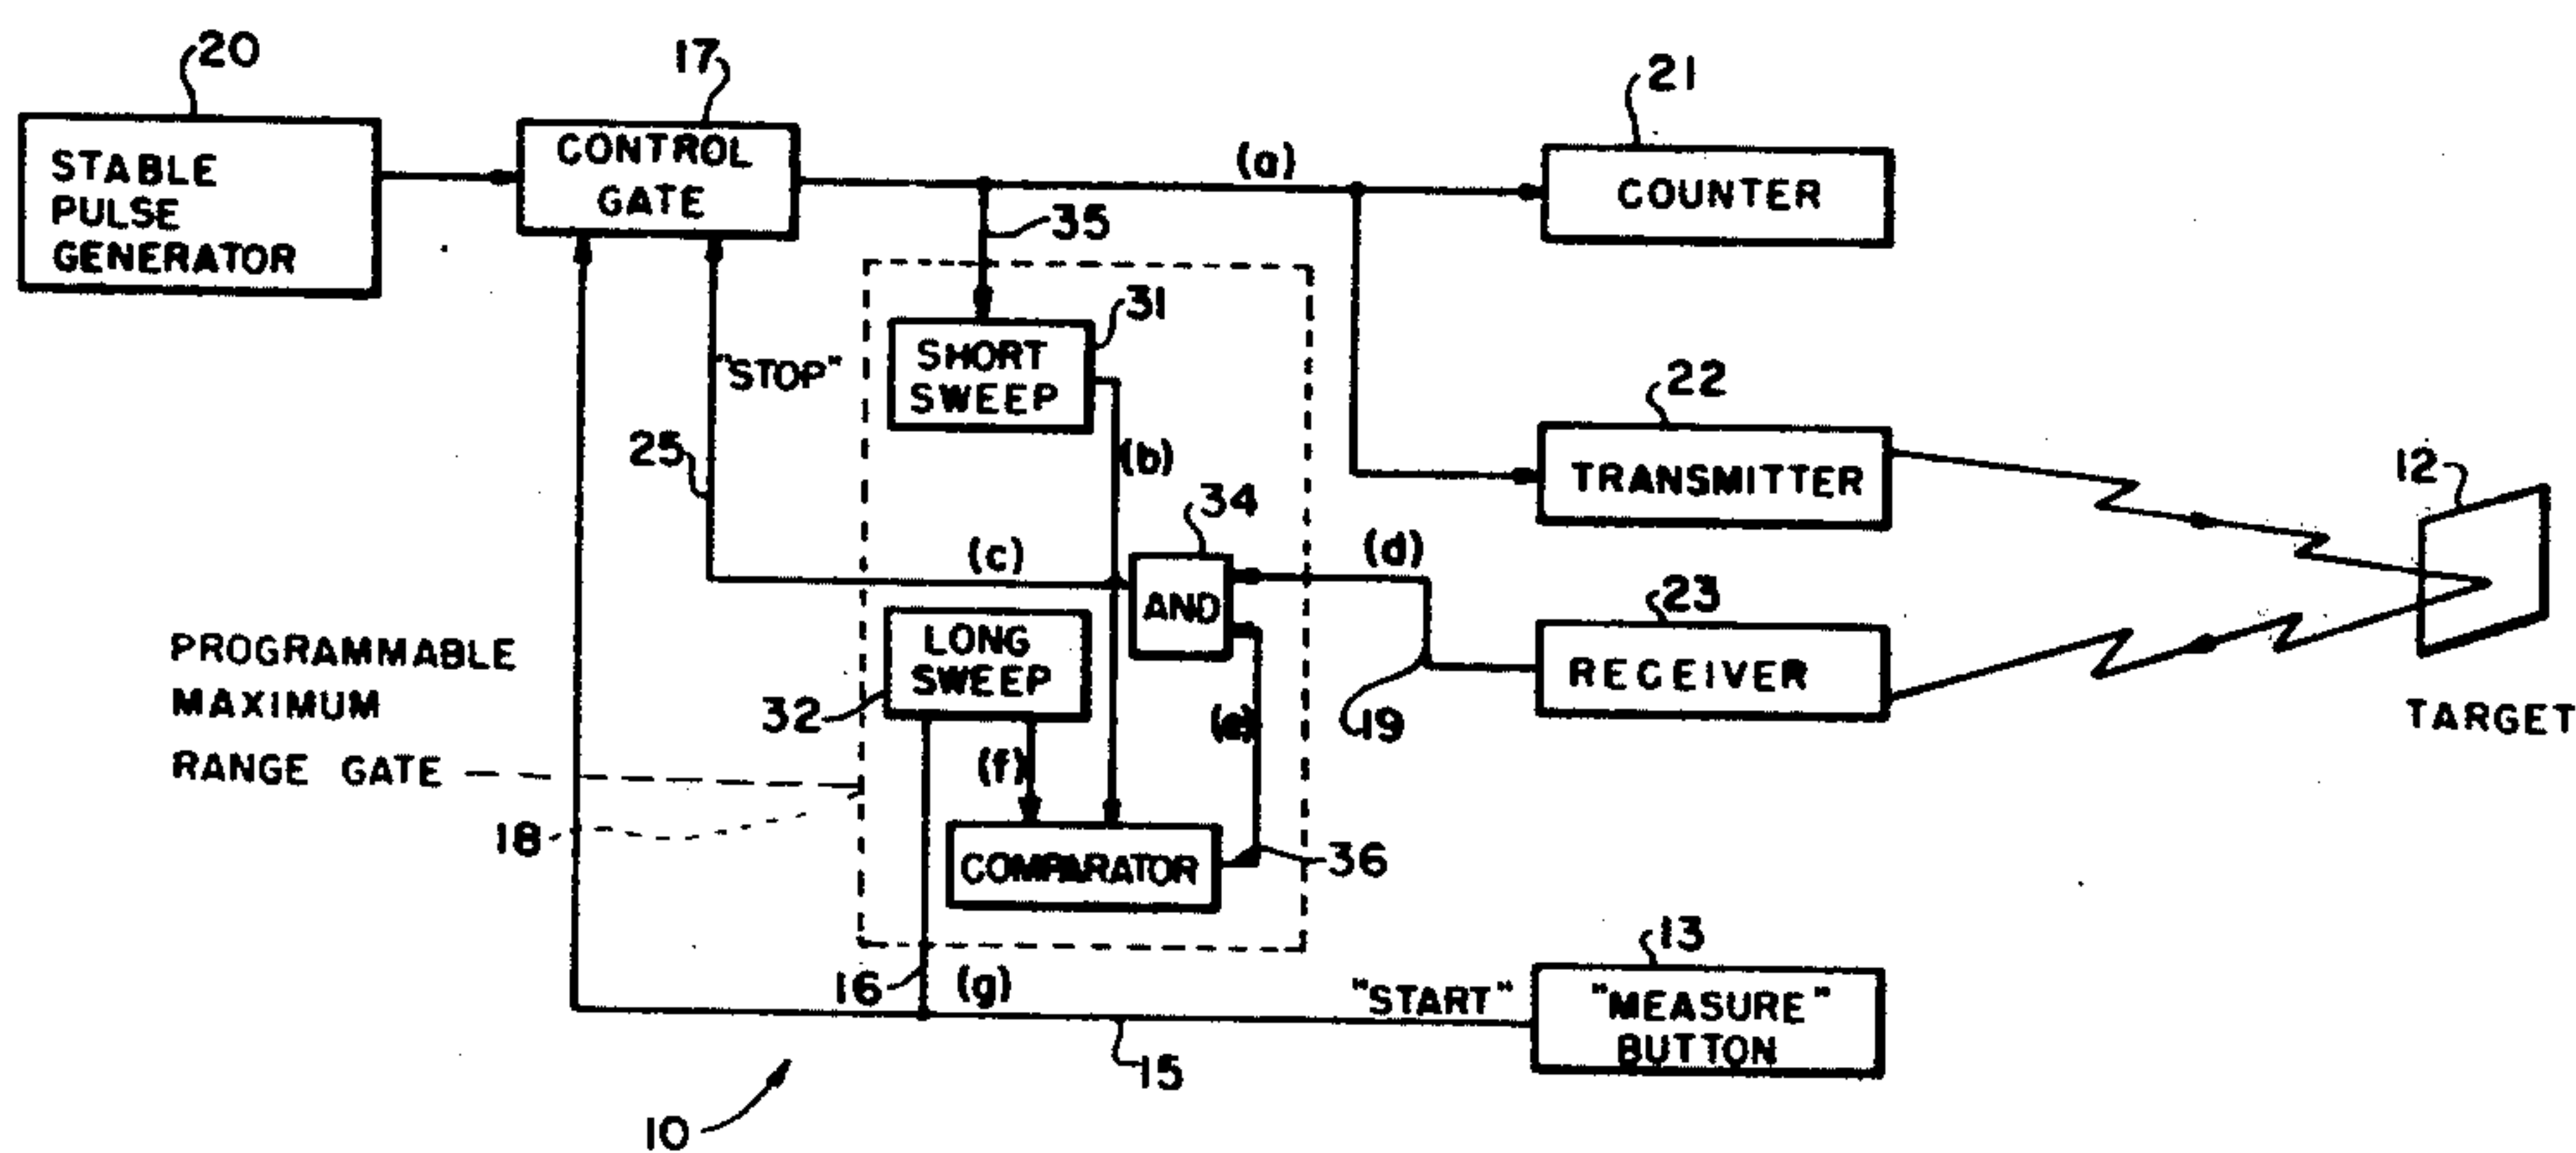 20
17
21
STABLE
PULSE
GENERATOR
CONTROL
GATE
(a)
COUNTER
35
31
SHORT
SWEEP
"STOP"
25
(b)
22
TRANSMITTER
12
34
(c)
AND
(d)
23
RECEIVER
TARGET
LONG
SWEEP
32
(e)
19
PROGRAMMABLE
MAXIMUM
RANGE GATE
18
(f)
COMPARATOR
36
16
(g)
"START"
13
"MEASURE"
BUTTON
15
10